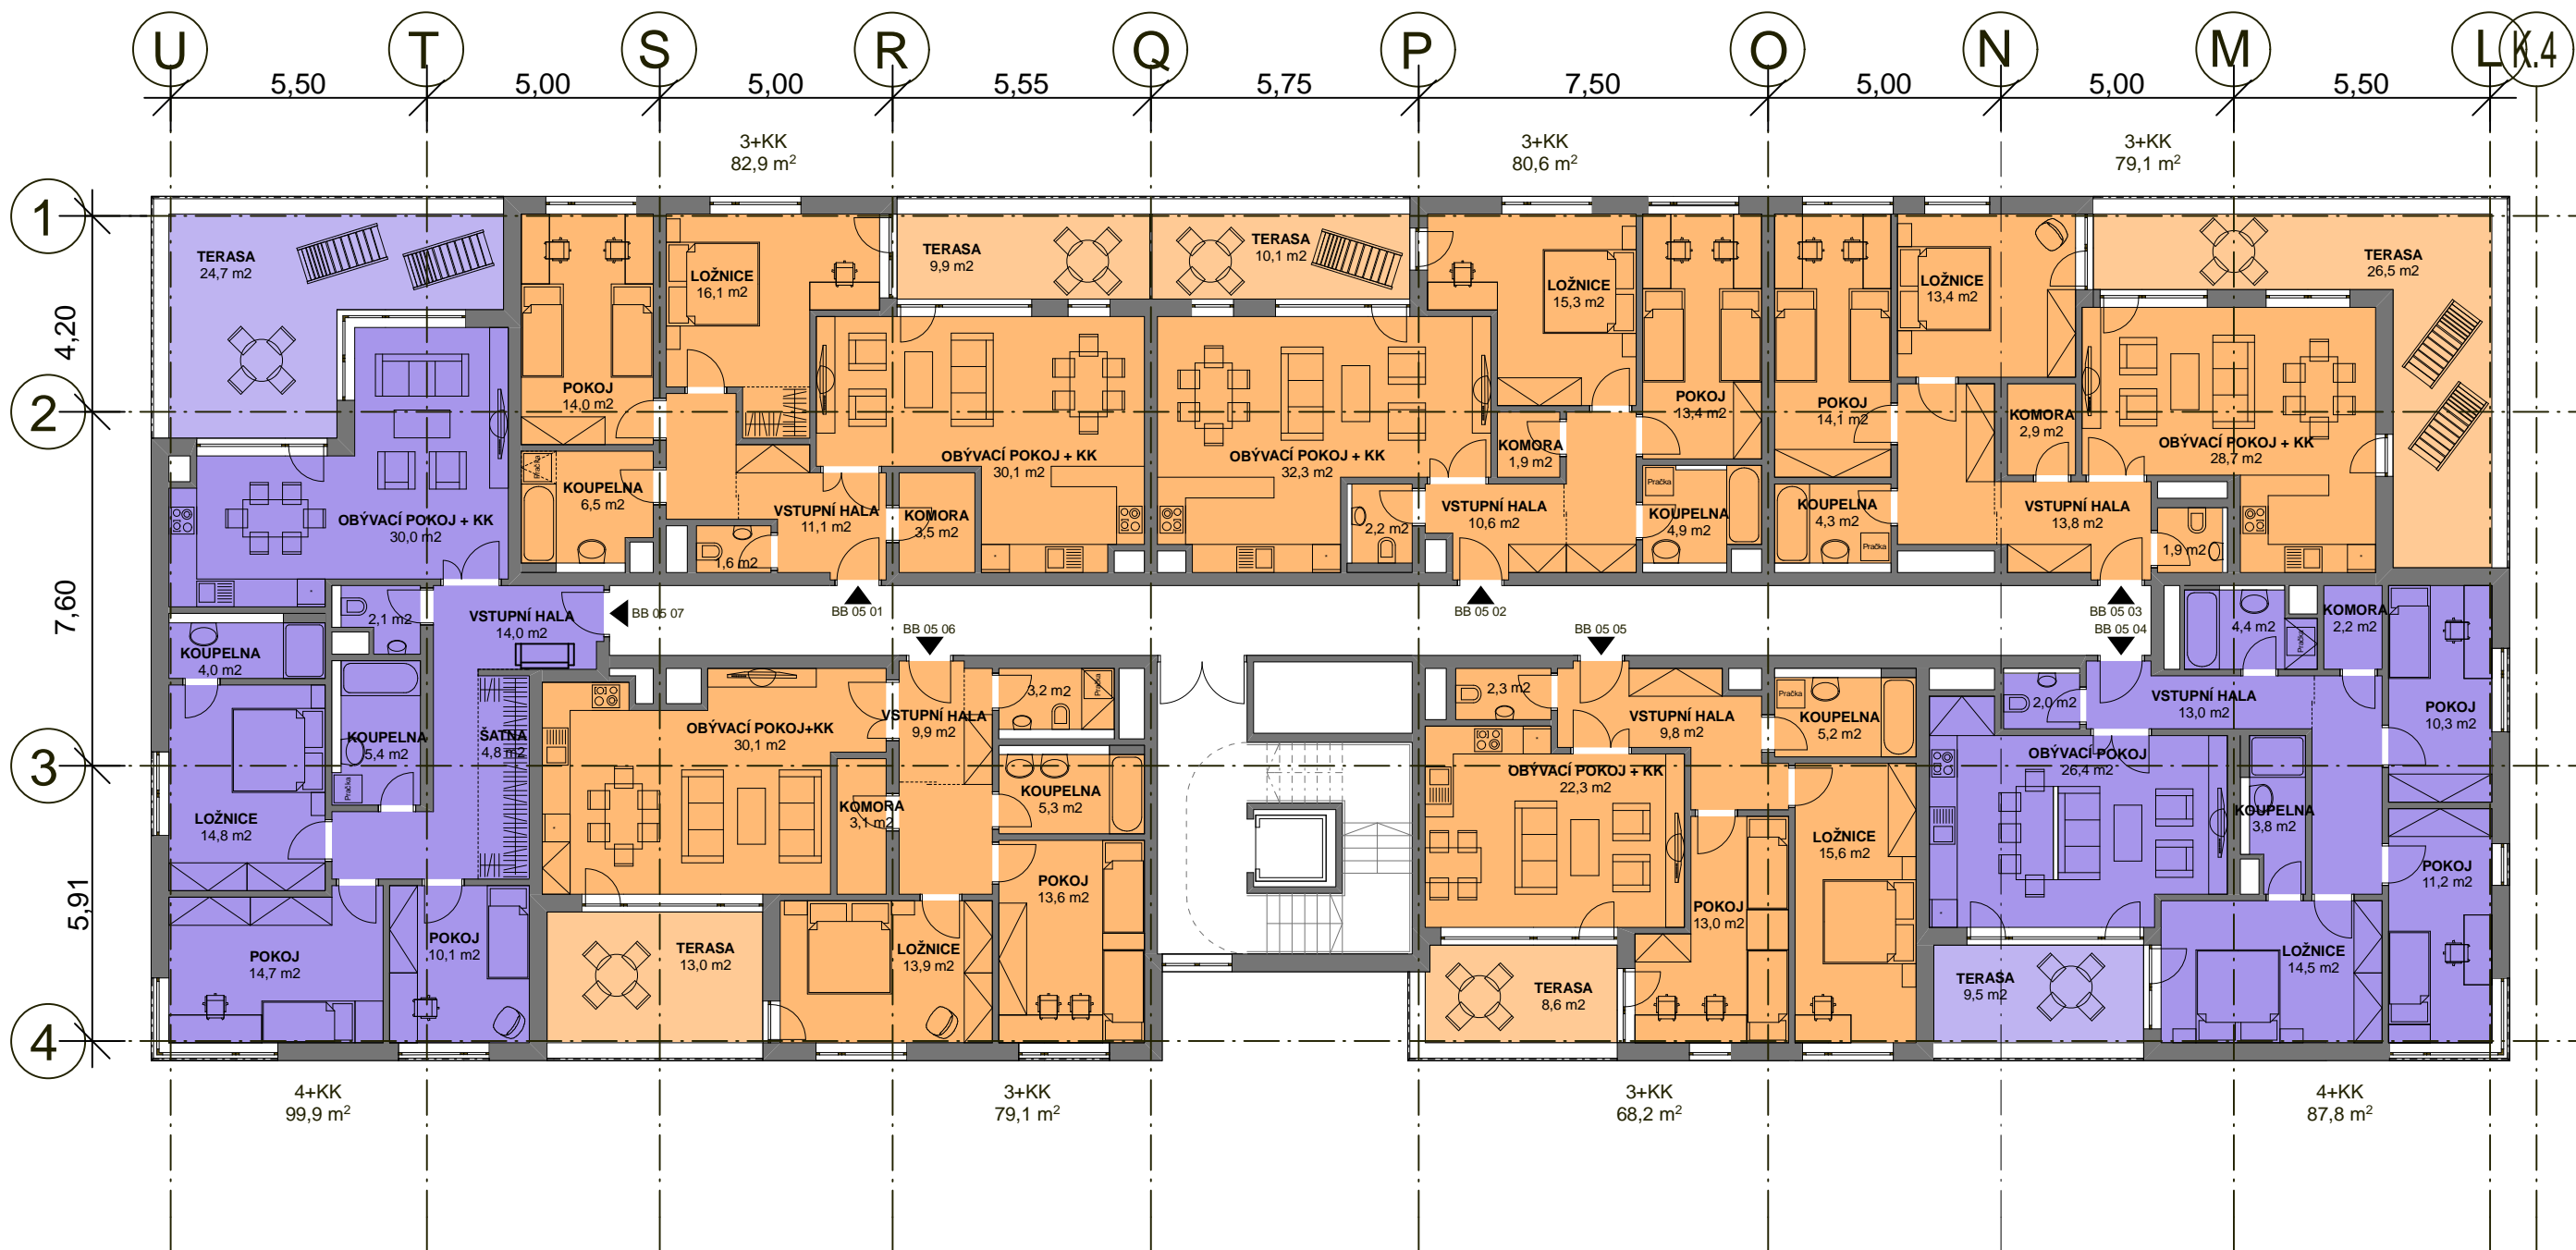 U T S R Q P O N M L K.4
5,50 5,00 5,00 5,55 5,75 7,50 5,00 5,00 5,50
3+KK
82,9 m²
3+KK
80,6 m²
3+KK
79,1 m²
1
2
3
4
4,20
7,60
5,91
TERASA
24,7 m2
POKOJ
14,0 m2
LOŽNICE
16,1 m2
TERASA
9,9 m2
TERASA
10,1 m2
LOŽNICE
15,3 m2
POKOJ
13,4 m2
POKOJ
14,1 m2
LOŽNICE
13,4 m2
TERASA
26,5 m2
KOMORA
2,9 m2
OBÝVACÍ POKOJ + KK
28,7 m2
OBÝVACÍ POKOJ + KK
30,0 m2
Pračka
KOUPELNA
6,5 m2
OBÝVACÍ POKOJ + KK
30,1 m2
OBÝVACÍ POKOJ + KK
32,3 m2
KOMORA
1,9 m2
VSTUPNÍ HALA
11,1 m2
1,6 m2
KOMORA
3,5 m2
2,2 m2
VSTUPNÍ HALA
10,6 m2
Pračka
KOUPELNA
4,9 m2
KOUPELNA
4,3 m2
Pračka
VSTUPNÍ HALA
13,8 m2
1,9 m2
2,1 m2
VSTUPNÍ HALA
14,0 m2
BB 05 07
BB 05 01
BB 05 06
BB 05 02
BB 05 05
BB 05 03
BB 05 04
4,4 m2
Pračka
KOMORA
2,2 m2
KOUPELNA
4,0 m2
KOUPELNA
5,4 m2
Pračka
ŠATNA
4,8 m2
LOŽNICE
14,8 m2
OBÝVACÍ POKOJ+KK
30,1 m2
VSTUPNÍ HALA
9,9 m2
3,2 m2
Pračka
KOUPELNA
5,3 m2
KOMORA
3,1 m2
2,3 m2
VSTUPNÍ HALA
9,8 m2
Pračka
KOUPELNA
5,2 m2
OBÝVACÍ POKOJ + KK
22,3 m2
LOŽNICE
15,6 m2
2,0 m2
VSTUPNÍ HALA
13,0 m2
POKOJ
10,3 m2
OBÝVACÍ POKOJ
26,4 m2
KOUPELNA
3,8 m2
POKOJ
11,2 m2
POKOJ
14,7 m2
POKOJ
10,1 m2
TERASA
13,0 m2
LOŽNICE
13,9 m2
POKOJ
13,6 m2
TERASA
8,6 m2
POKOJ
13,0 m2
TERASA
9,5 m2
LOŽNICE
14,5 m2
4+KK
99,9 m²
3+KK
79,1 m²
3+KK
68,2 m²
4+KK
87,8 m²